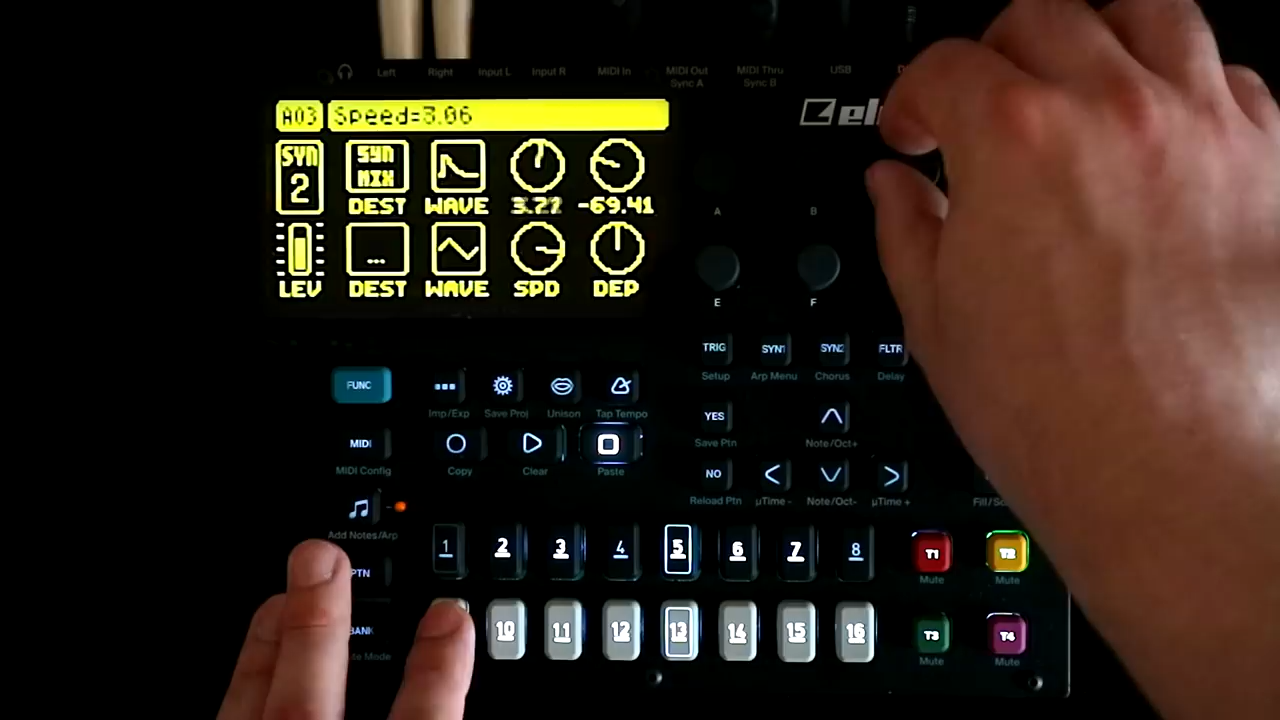 Left Right Input L Input R MIDI In MIDI Out MIDI Thru USB
Sync A Sync B
A03 Speed=3.06
SYN 2 SYN MIX
DEST WAVE -69.41
...
LEV DEST WAVE SPD DEP
A B
E F
TRIG SYN1 SYN2 FLTR
Setup Arp Menu Chorus Delay
FUNC
Imp/Exp Save Proj Unison Tap Tempo
YES
Save Ptn Note/Oct+
MIDI
MIDI Config Copy Clear Paste
NO
Reload Ptn µTime - Note/Oct- µTime +
Add Notes/Arp
1 2 3 4 5 6 7 8 T1 T2
PTN Mute Mute
BANK 10 11 12 13 14 15 16 T3 T4
Mute Mute